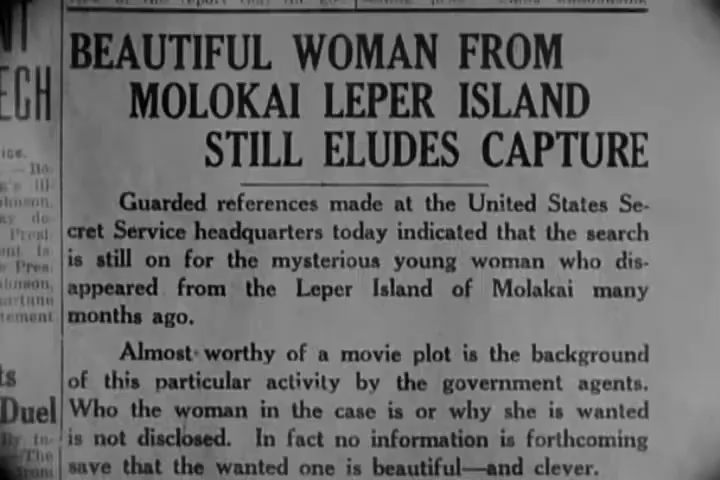 BEAUTIFUL WOMAN FROM
MOLOKAI LEPER ISLAND
STILL ELUDES CAPTURE
Guarded references made at the United States Se-
cret Service headquarters today indicated that the search
is still on for the mysterious young woman who dis-
appeared from the Leper Island of Molakai many
months ago.
Almost worthy of a movie plot is the background
of this particular activity by the government agents.
Who the woman in the case is or why she is wanted
is not disclosed. In fact no information is forthcoming
save that the wanted one is beautiful—and clever.
ECH
Duel